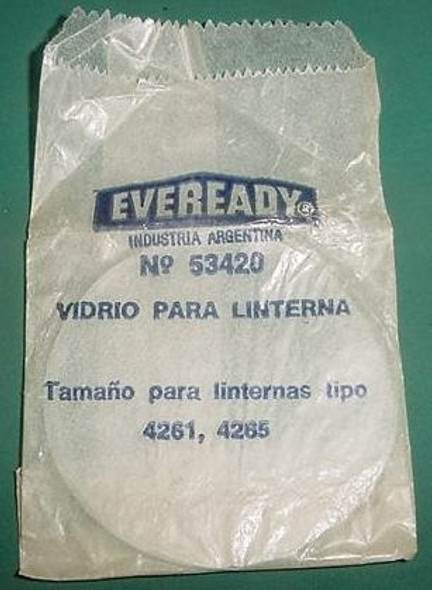 EVEREADY®
INDUSTRIA ARGENTINA
Nº 53420
VIDRIO PARA LINTERNA
Tamaño para linternas tipo
4261, 4265